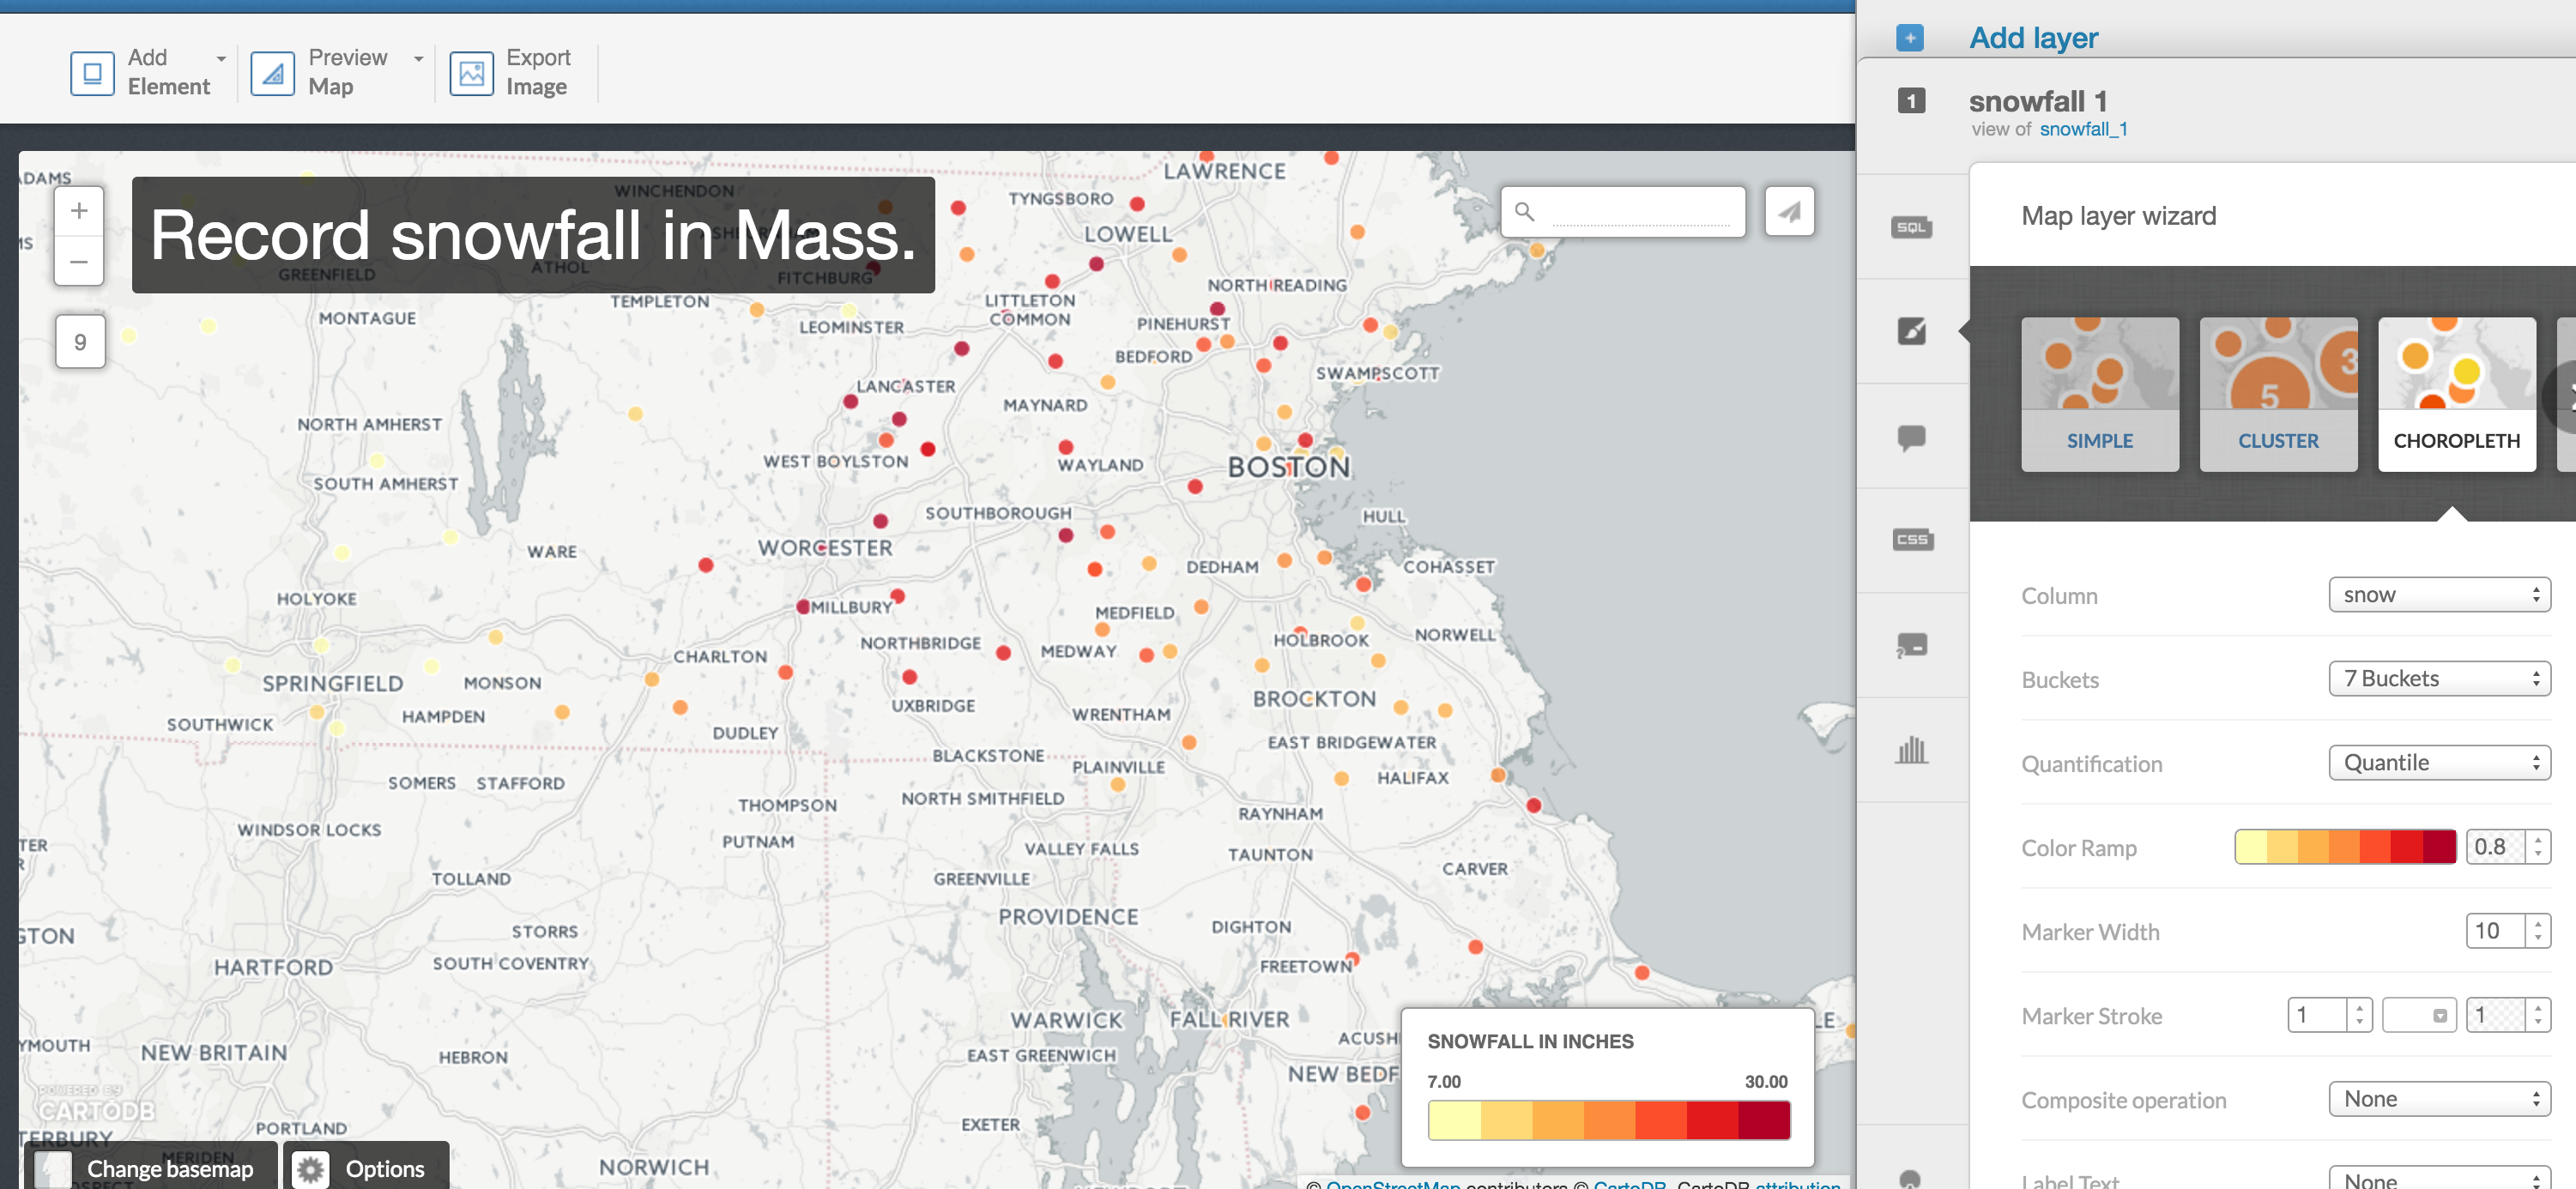 Add Element
Preview Map
Export Image
Add layer
1
snowfall 1
view of snowfall_1
Map layer wizard
SQL
CSS
SIMPLE
CLUSTER
5
3
CHOROPLETH
Column
snow
Buckets
7 Buckets
Quantification
Quantile
Color Ramp
0.8
Marker Width
10
Marker Stroke
1
1
Composite operation
None
Label Text
None
Record snowfall in Mass.
+
−
9
ADAMS
WINCHENDON
LAWRENCE
TYNGSBORO
LOWELL
GREENFIELD
ATHOL
FITCHBURG
NORTH READING
TEMPLETON
LITTLETON COMMON
MONTAGUE
LEOMINSTER
PINEHURST
BEDFORD
SWAMPSCOTT
LANCASTER
MAYNARD
NORTH AMHERST
WEST BOYLSTON
WAYLAND
BOSTON
SOUTH AMHERST
SOUTHBOROUGH
HULL
WARE
WORCESTER
DEDHAM
COHASSET
HOLYOKE
MILLBURY
MEDFIELD
NORTHBRIDGE
MEDWAY
HOLBROOK
NORWELL
CHARLTON
SPRINGFIELD
MONSON
UXBRIDGE
BROCKTON
SOUTHWICK
HAMPDEN
WRENTHAM
DUDLEY
EAST BRIDGEWATER
BLACKSTONE
PLAINVILLE
HALIFAX
SOMERS
STAFFORD
THOMPSON
NORTH SMITHFIELD
RAYNHAM
WINDSOR LOCKS
PUTNAM
VALLEY FALLS
TAUNTON
CARVER
TOLLAND
GREENVILLE
PROVIDENCE
DIGHTON
STORRS
GTON
HARTFORD
SOUTH COVENTRY
FREETOWN
WARWICK
FALL RIVER
YMOUTH
NEW BRITAIN
HEBRON
EAST GREENWICH
ACUSH
NEW BEDF
POWERED BY
CARTODB
PORTLAND
EXETER
TERBURY
MERIDEN
NORWICH
Change basemap
Options
SNOWFALL IN INCHES
7.00 30.00
© OpenStreetMap contributors © CartoDB, CartoDB attribution